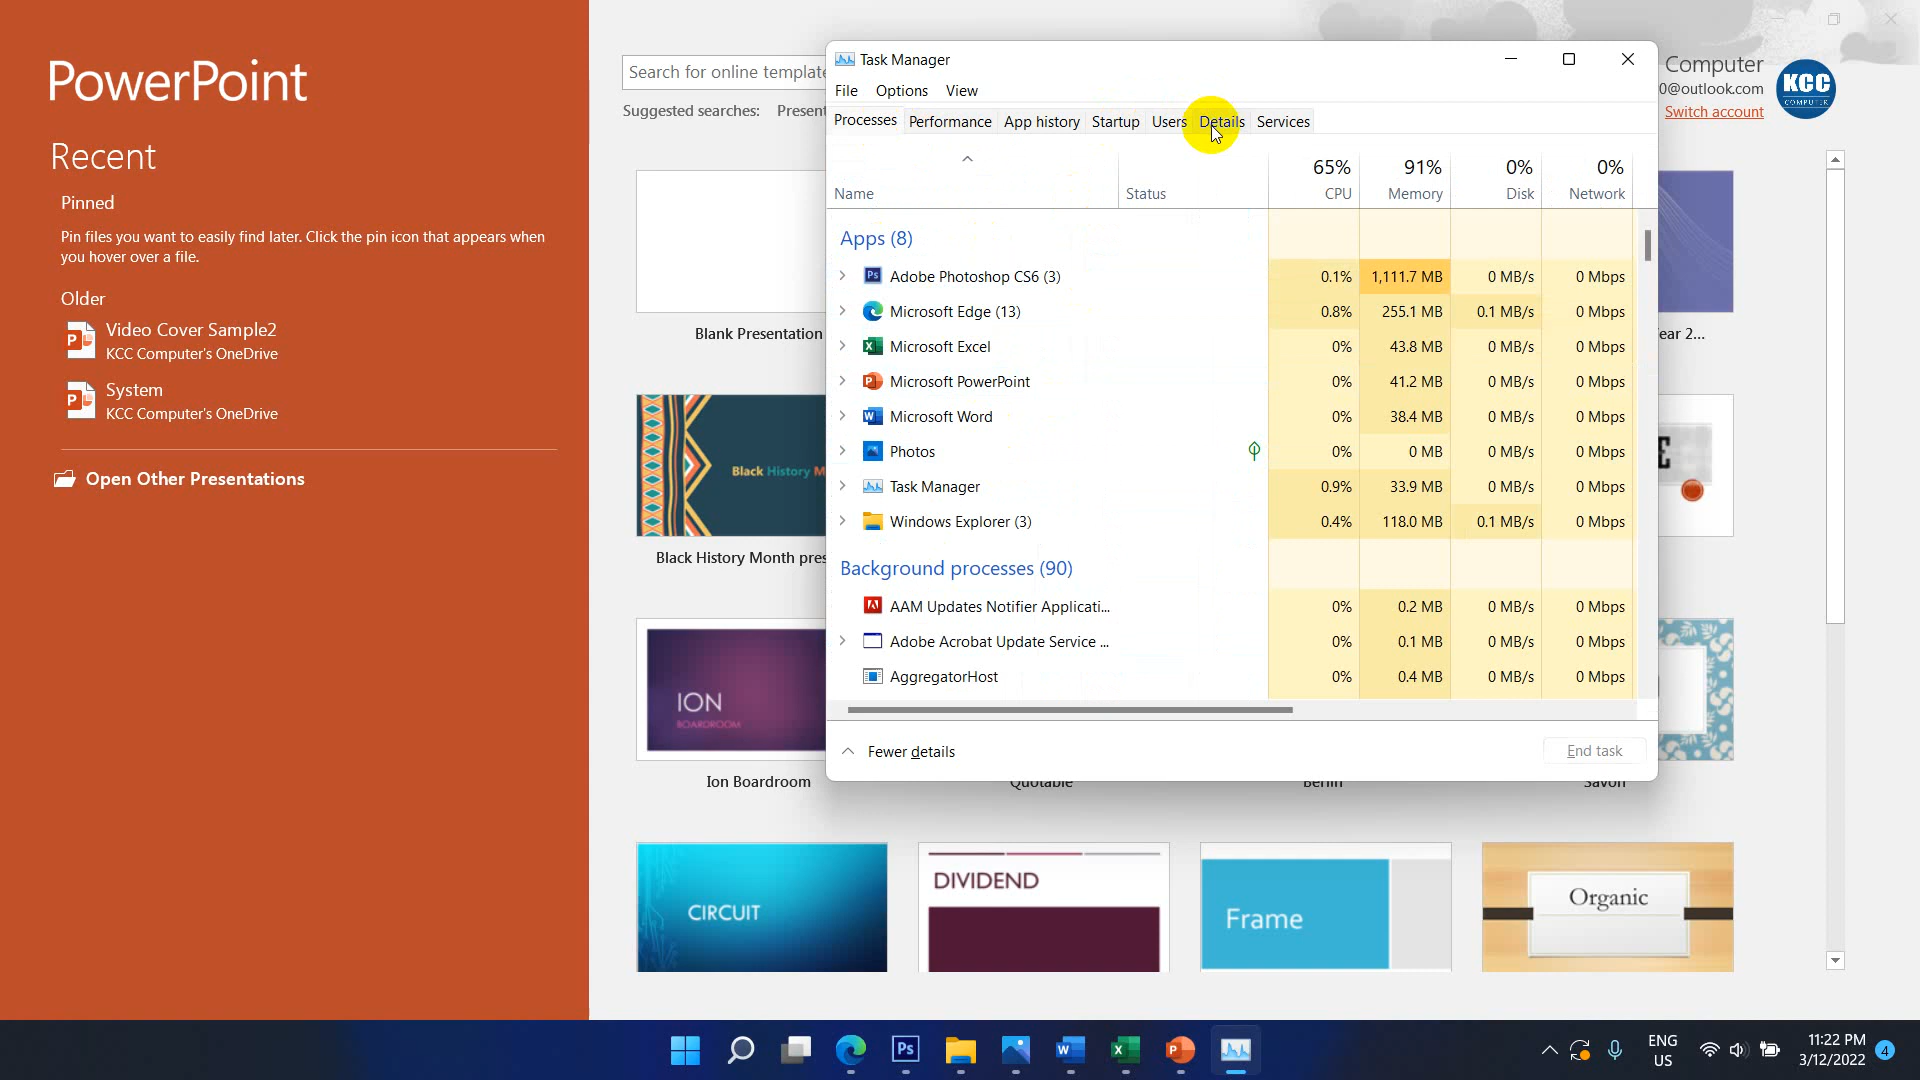 PowerPoint
Recent
Pinned
Pin files you want to easily find later. Click the pin icon that appears when
you hover over a file.
Older
Video Cover Sample2
KCC Computer's OneDrive
System
KCC Computer's OneDrive
Open Other Presentations
Search for online template
Suggested searches: Present
Computer
0@outlook.com
Switch account
KCC
COMPUTER
Blank Presentation
ear 2...
Black History M
Black History Month pres
ION
BOARDROOM
Ion Boardroom
Quotable
Berlin
Savon
CIRCUIT
DIVIDEND
Frame
Organic
Task Manager
File Options View
Processes Performance App history Startup Users Details Services
65% 91% 0% 0%
Name Status CPU Memory Disk Network
Apps (8)
Adobe Photoshop CS6 (3) 0.1% 1,111.7 MB 0 MB/s 0 Mbps
Microsoft Edge (13) 0.8% 255.1 MB 0.1 MB/s 0 Mbps
Microsoft Excel 0% 43.8 MB 0 MB/s 0 Mbps
Microsoft PowerPoint 0% 41.2 MB 0 MB/s 0 Mbps
Microsoft Word 0% 38.4 MB 0 MB/s 0 Mbps
Photos 0% 0 MB 0 MB/s 0 Mbps
Task Manager 0.9% 33.9 MB 0 MB/s 0 Mbps
Windows Explorer (3) 0.4% 118.0 MB 0.1 MB/s 0 Mbps
Background processes (90)
AAM Updates Notifier Applicati... 0% 0.2 MB 0 MB/s 0 Mbps
Adobe Acrobat Update Service ... 0% 0.1 MB 0 MB/s 0 Mbps
AggregatorHost 0% 0.4 MB 0 MB/s 0 Mbps
Fewer details
End task
ENG
US
11:22 PM
3/12/2022
4